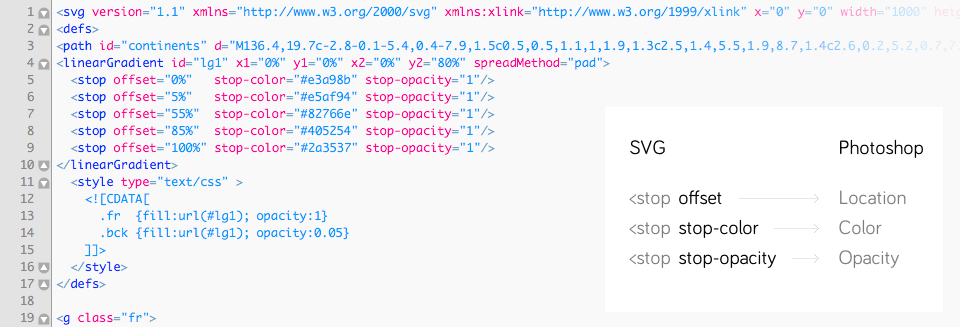 1 <svg version="1.1" xmlns="http://www.w3.org/2000/svg" xmlns:xlink="http://www.w3.org/1999/xlink" x="0" y="0" width="1000"
2 <defs>
3 <path id="continents" d="M136.4,19.7c-2.8-0.1-5.4,0.4-7.9,1.5c0.5,0.5,1.1,1,1.9,1.3c2.5,1.4,5.5,1.9,8.7,1.4c2.6,0.2,5.2,0.7,
4 <linearGradient id="lg1" x1="0%" y1="0%" x2="0%" y2="80%" spreadMethod="pad">
5 <stop offset="0%" stop-color="#e3a98b" stop-opacity="1"/>
6 <stop offset="5%" stop-color="#e5af94" stop-opacity="1"/>
7 <stop offset="55%" stop-color="#82766e" stop-opacity="1"/>
8 <stop offset="85%" stop-color="#405254" stop-opacity="1"/>
9 <stop offset="100%" stop-color="#2a3537" stop-opacity="1"/>
10 </linearGradient>
11 <style type="text/css" >
12 <![CDATA[
13 .fr {fill:url(#lg1); opacity:1}
14 .bck {fill:url(#lg1); opacity:0.05}
15 ]]>
16 </style>
17 </defs>
18
19 <g class="fr">
SVG Photoshop
<stop offset Location
<stop stop-color Color
<stop stop-opacity Opacity